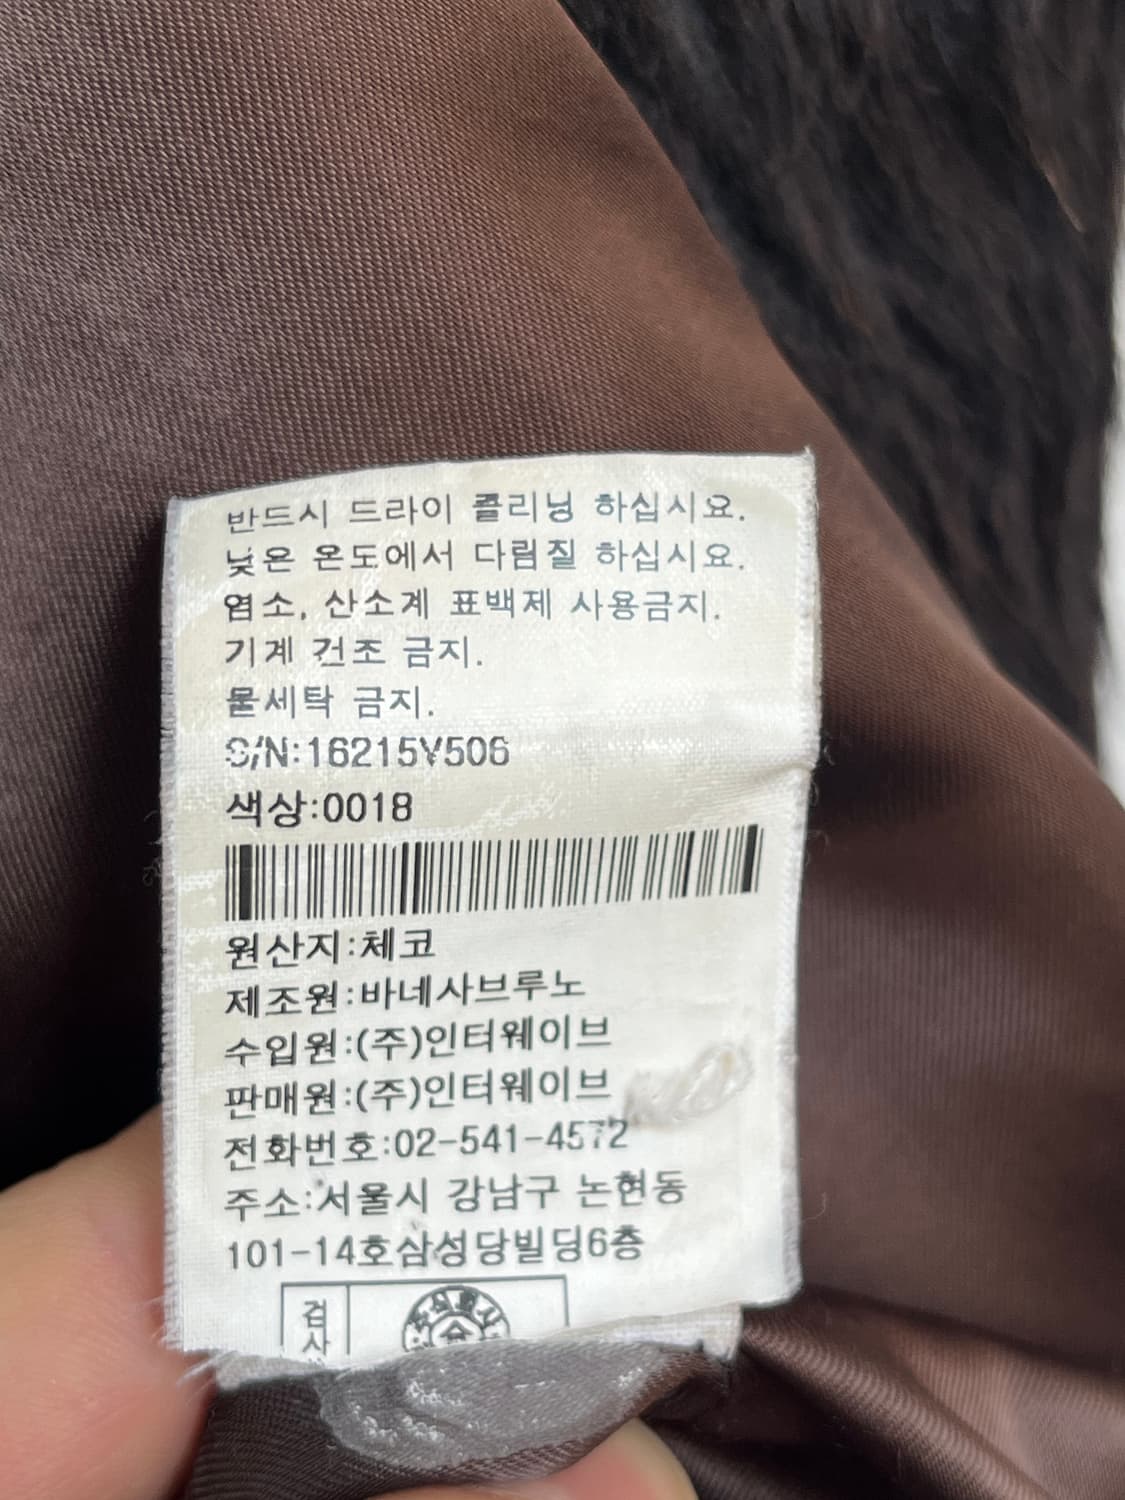 반드시 드라이 클리닝 하십시요.
낮은 온도에서 다림질 하십시요.
염소, 산소계 표백제 사용금지.
기계 건조 금지.
물세탁 금지.
S/N:16215V506
색상:0018
원산지:체코
제조원:바네사브루노
수입원:(주)인터웨이브
판매원:(주)인터웨이브
전화번호:02-541-4572
주소:서울시 강남구 논현동
101-14호삼성당빌딩6층
검사